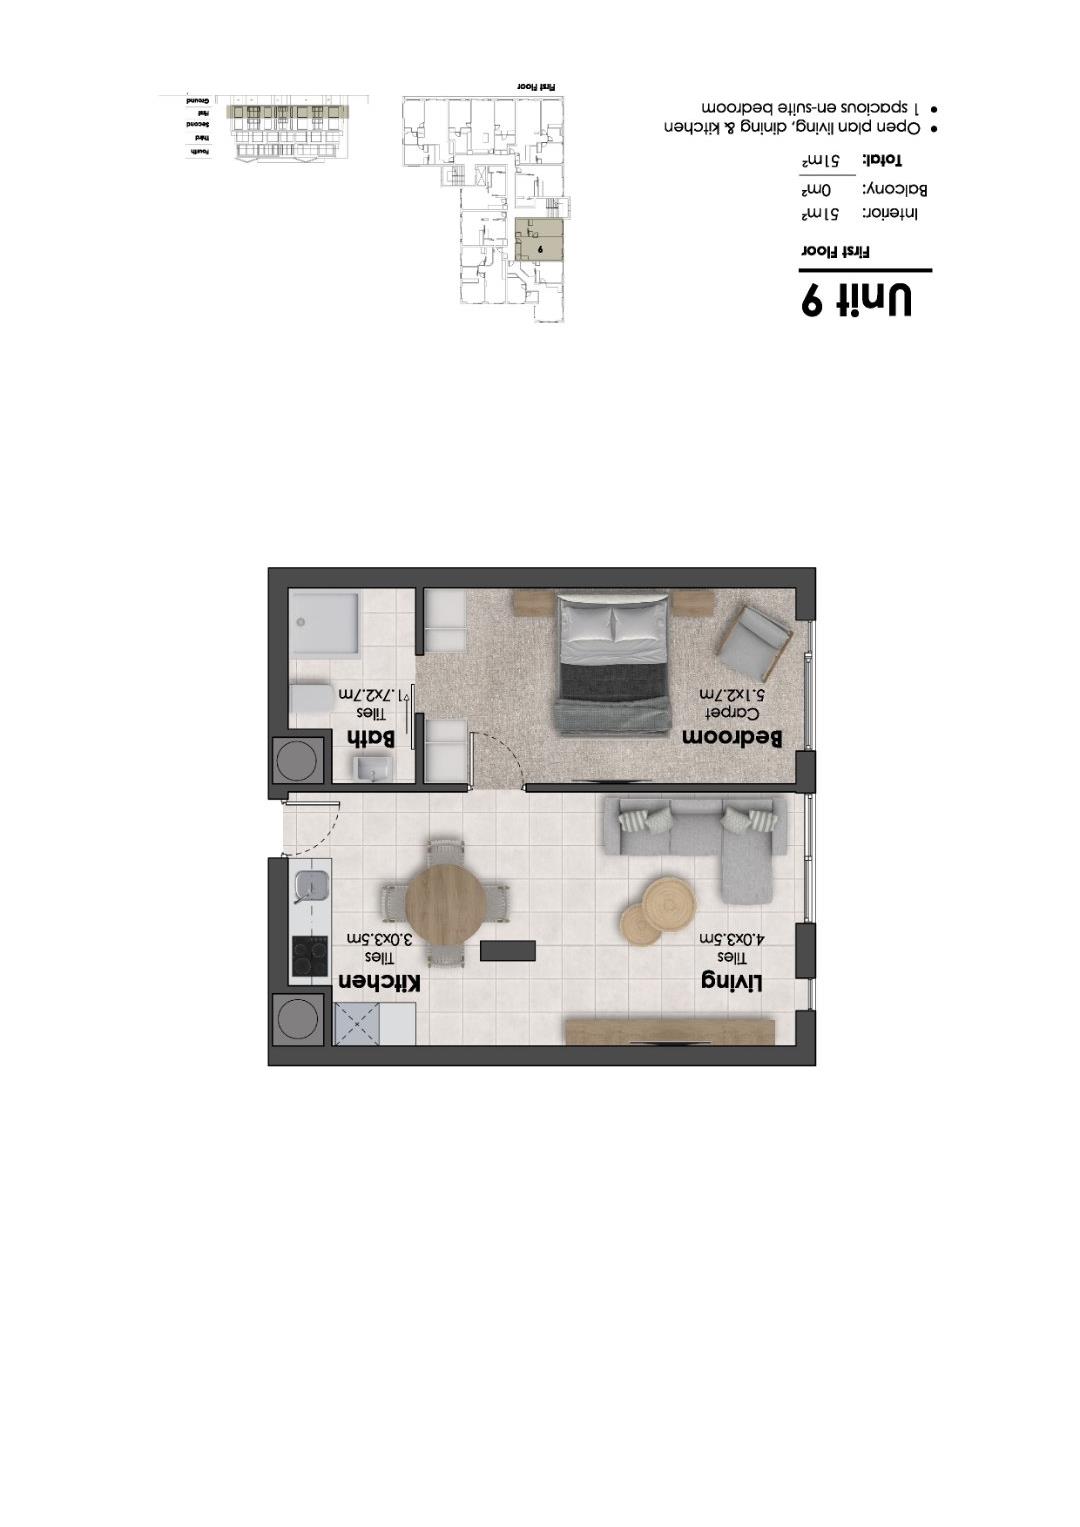 Living
Tiles
4.0x3.5m
Kitchen
Tiles
3.0x3.5m
Bedroom
Carpet
5.1x2.7m
Bath
Tiles
1.7x2.7m
Unit 9
First Floor
Interior: 51m²
Balcony: 0m²
Total: 51m²
• Open plan living, dining & kitchen
• 1 spacious en-suite bedroom
9
First Floor
Fourth
Third
Second
First
Ground